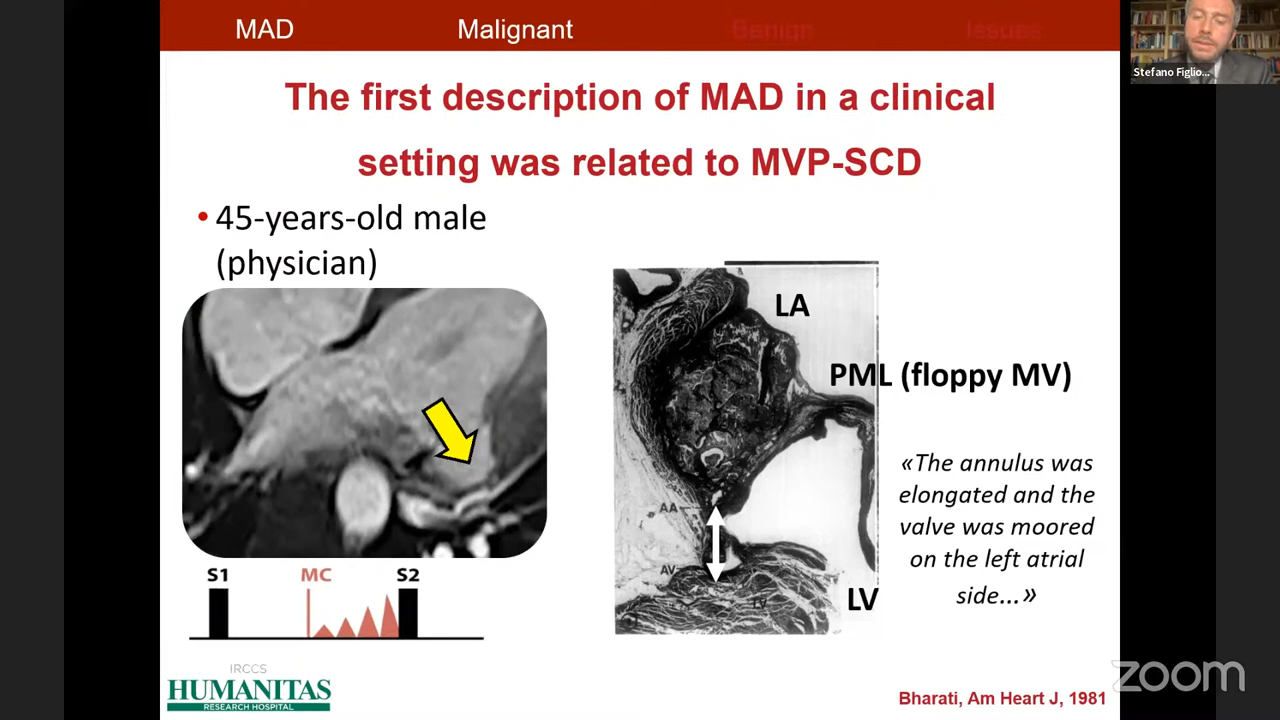 MAD
Malignant
Benign
Issues
Stefano Figlio...
The first description of MAD in a clinical
setting was related to MVP-SCD
• 45-years-old male
(physician)
LA
PML (floppy MV)
«The annulus was
elongated and the
valve was moored
on the left atrial
side...»
AA
AV
LV
LV
S1
MC
S2
IRCCS
HUMANITAS
RESEARCH HOSPITAL
Bharati, Am Heart J, 1981
zoom